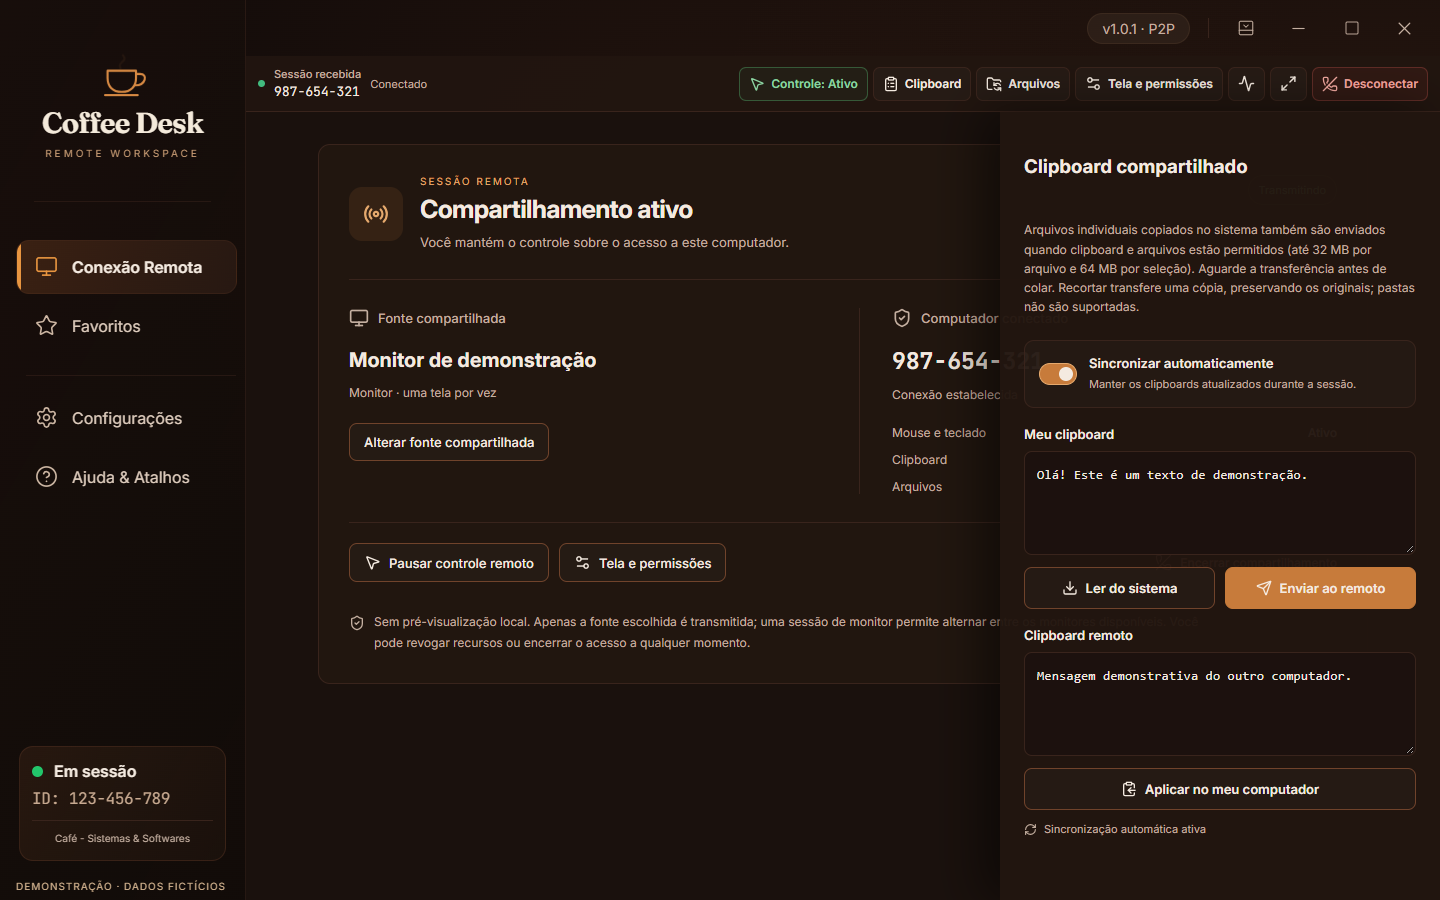 v1.0.1 · P2P
Coffee Desk
REMOTE WORKSPACE
Conexão Remota
Favoritos
Configurações
Ajuda & Atalhos
Em sessão
ID: 123-456-789
Café - Sistemas & Softwares
DEMONSTRAÇÃO · DADOS FICTÍCIOS
Sessão recebida
987-654-321
Conectado
Controle: Ativo
Clipboard
Arquivos
Tela e permissões
Desconectar
SESSÃO REMOTA
Compartilhamento ativo
Você mantém o controle sobre o acesso a este computador.
Fonte compartilhada
Monitor de demonstração
Monitor · uma tela por vez
Alterar fonte compartilhada
Computador
987-654-321
Conexão estabelec
Mouse e teclado
Clipboard
Arquivos
Ativo
Pausar controle remoto
Tela e permissões
Sem pré-visualização local. Apenas a fonte escolhida é transmitida; uma sessão de monitor permite alternar entre
pode revogar recursos ou encerrar o acesso a qualquer momento.
Clipboard compartilhado
Arquivos individuais copiados no sistema também são enviados
quando clipboard e arquivos estão permitidos (até 32 MB por
arquivo e 64 MB por seleção). Aguarde a transferência antes de
colar. Recortar transfere uma cópia, preservando os originais; pastas
não são suportadas.
Sincronizar automaticamente
Manter os clipboards atualizados durante a sessão.
Meu clipboard
Olá! Este é um texto de demonstração.
Ler do sistema
Enviar ao remoto
Clipboard remoto
Mensagem demonstrativa do outro computador.
Aplicar no meu computador
Sincronização automática ativa